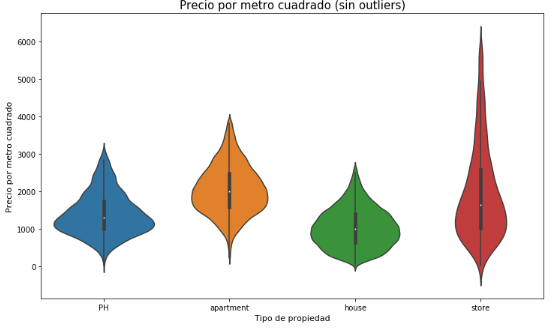 Precio por metro cuadrado (sin outliers)
6000
5000
4000
3000
2000
1000
0
Precio por metro cuadrado
PH apartment house store
Tipo de propiedad